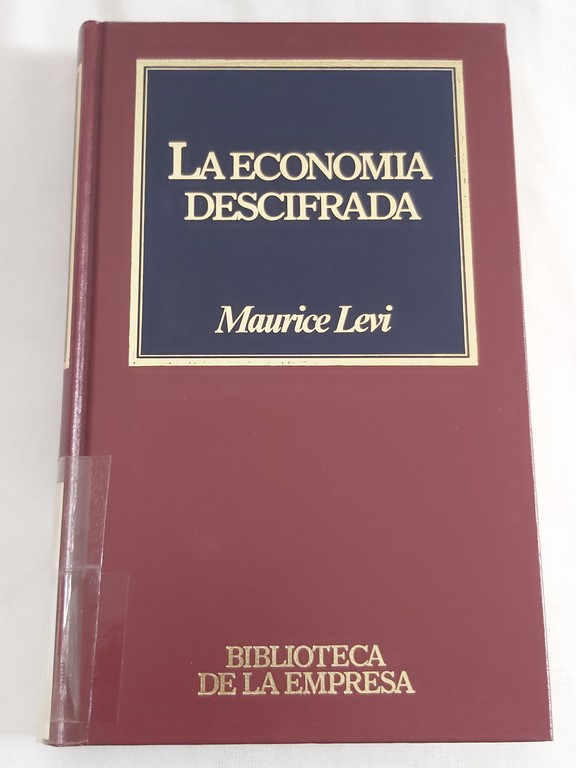 LA ECONOMIA
DESCIFRADA
Maurice Levi
BIBLIOTECA
DE LA EMPRESA